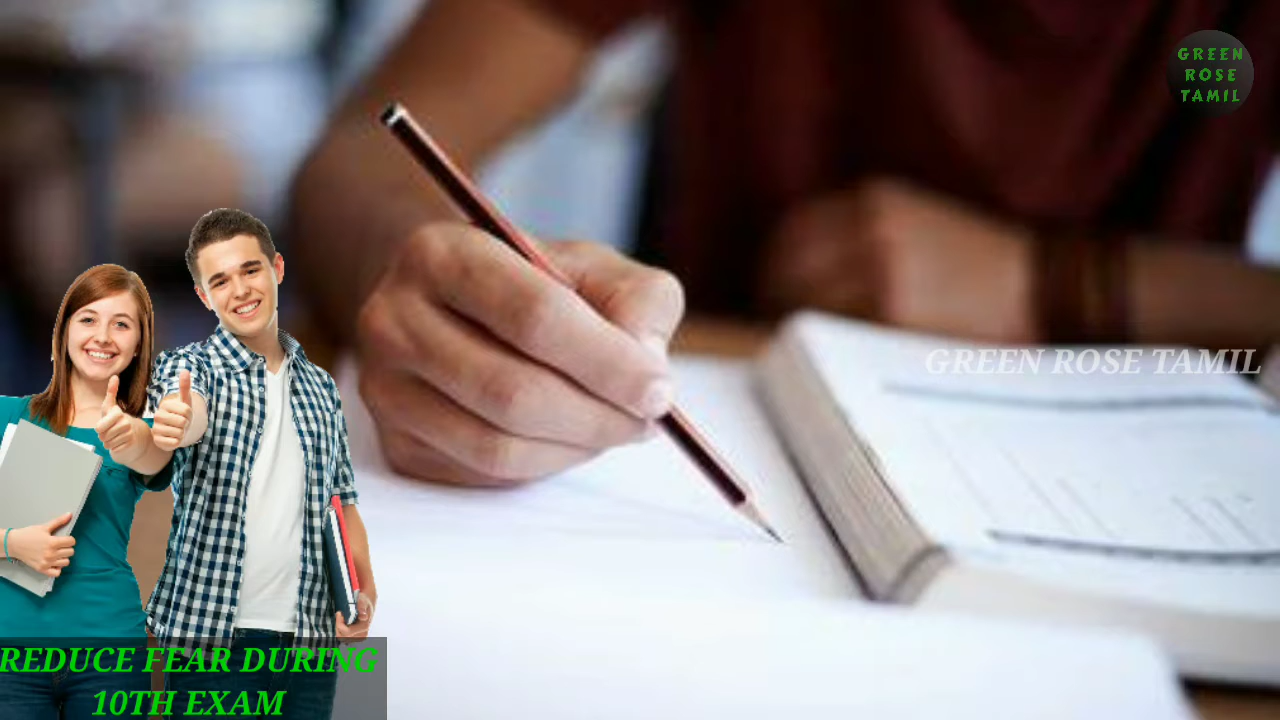 GREEN
ROSE
TAMIL
GREEN ROSE TAMIL
REDUCE FEAR DURING
10TH EXAM